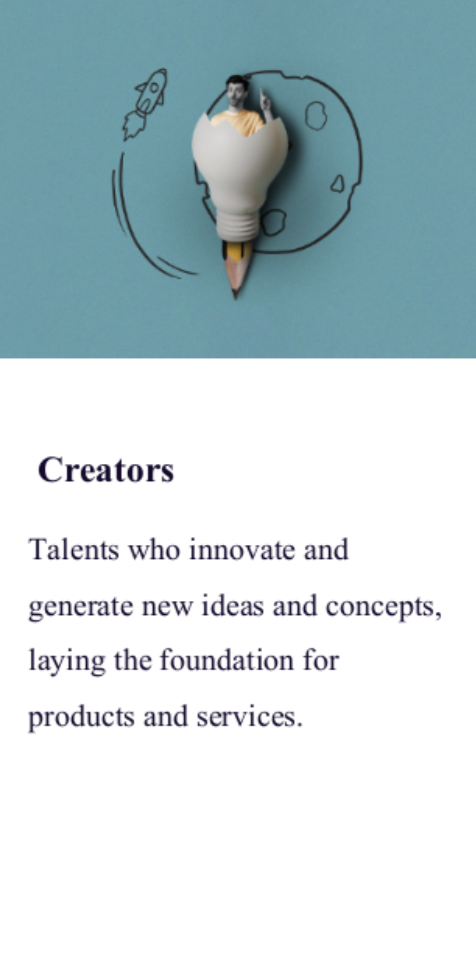 Creators
Talents who innovate and
generate new ideas and concepts,
laying the foundation for
products and services.